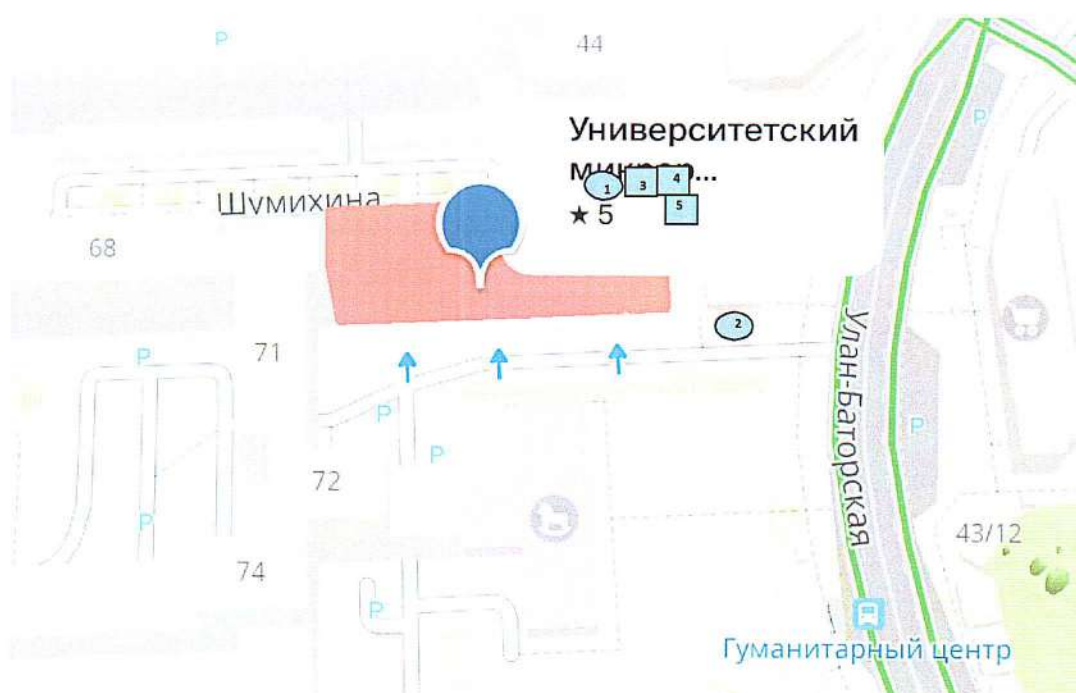 P
44
P
Университетский
микрор...
1
3
4
5
★ 5
Шумихина
68
2
P
71
Улан-Баторская
P
P
P
72
P
43/12
74
P
Гуманитарный центр